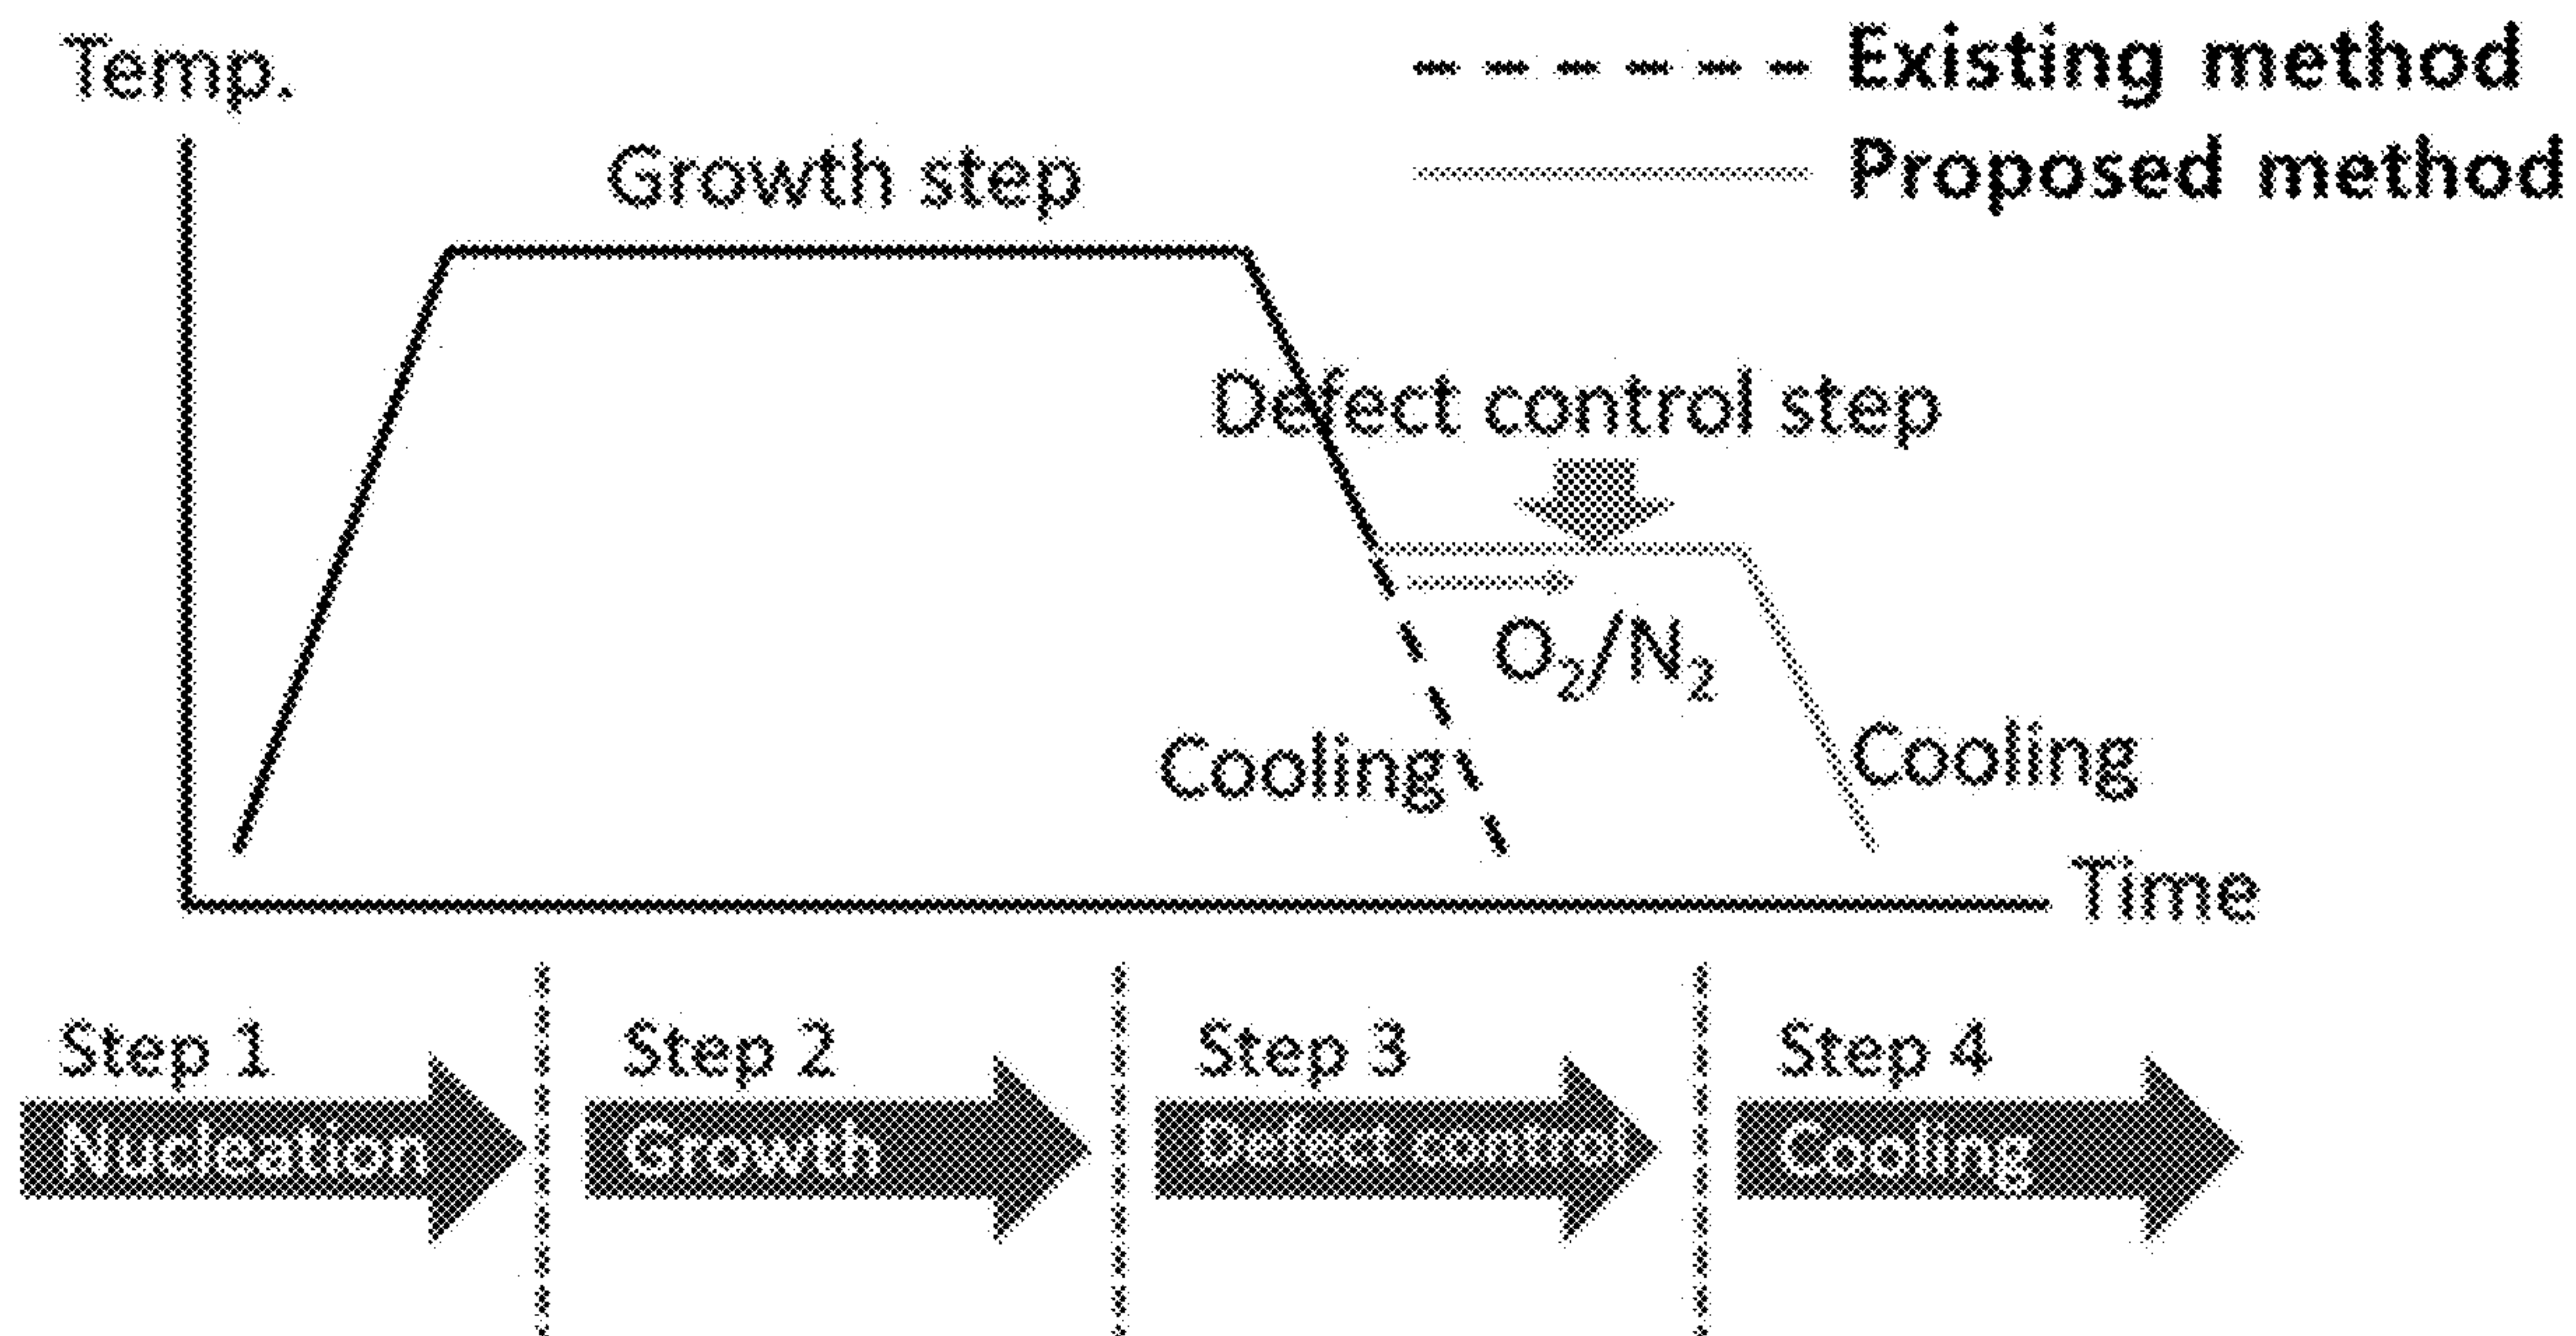 Temp.
Existing method
Proposed method
Growth step
Defect control step
O₂/N₂
Cooling
Cooling
Time
Step 1
Step 2
Step 3
Step 4
Nucleation
Growth
Defect control
Cooling